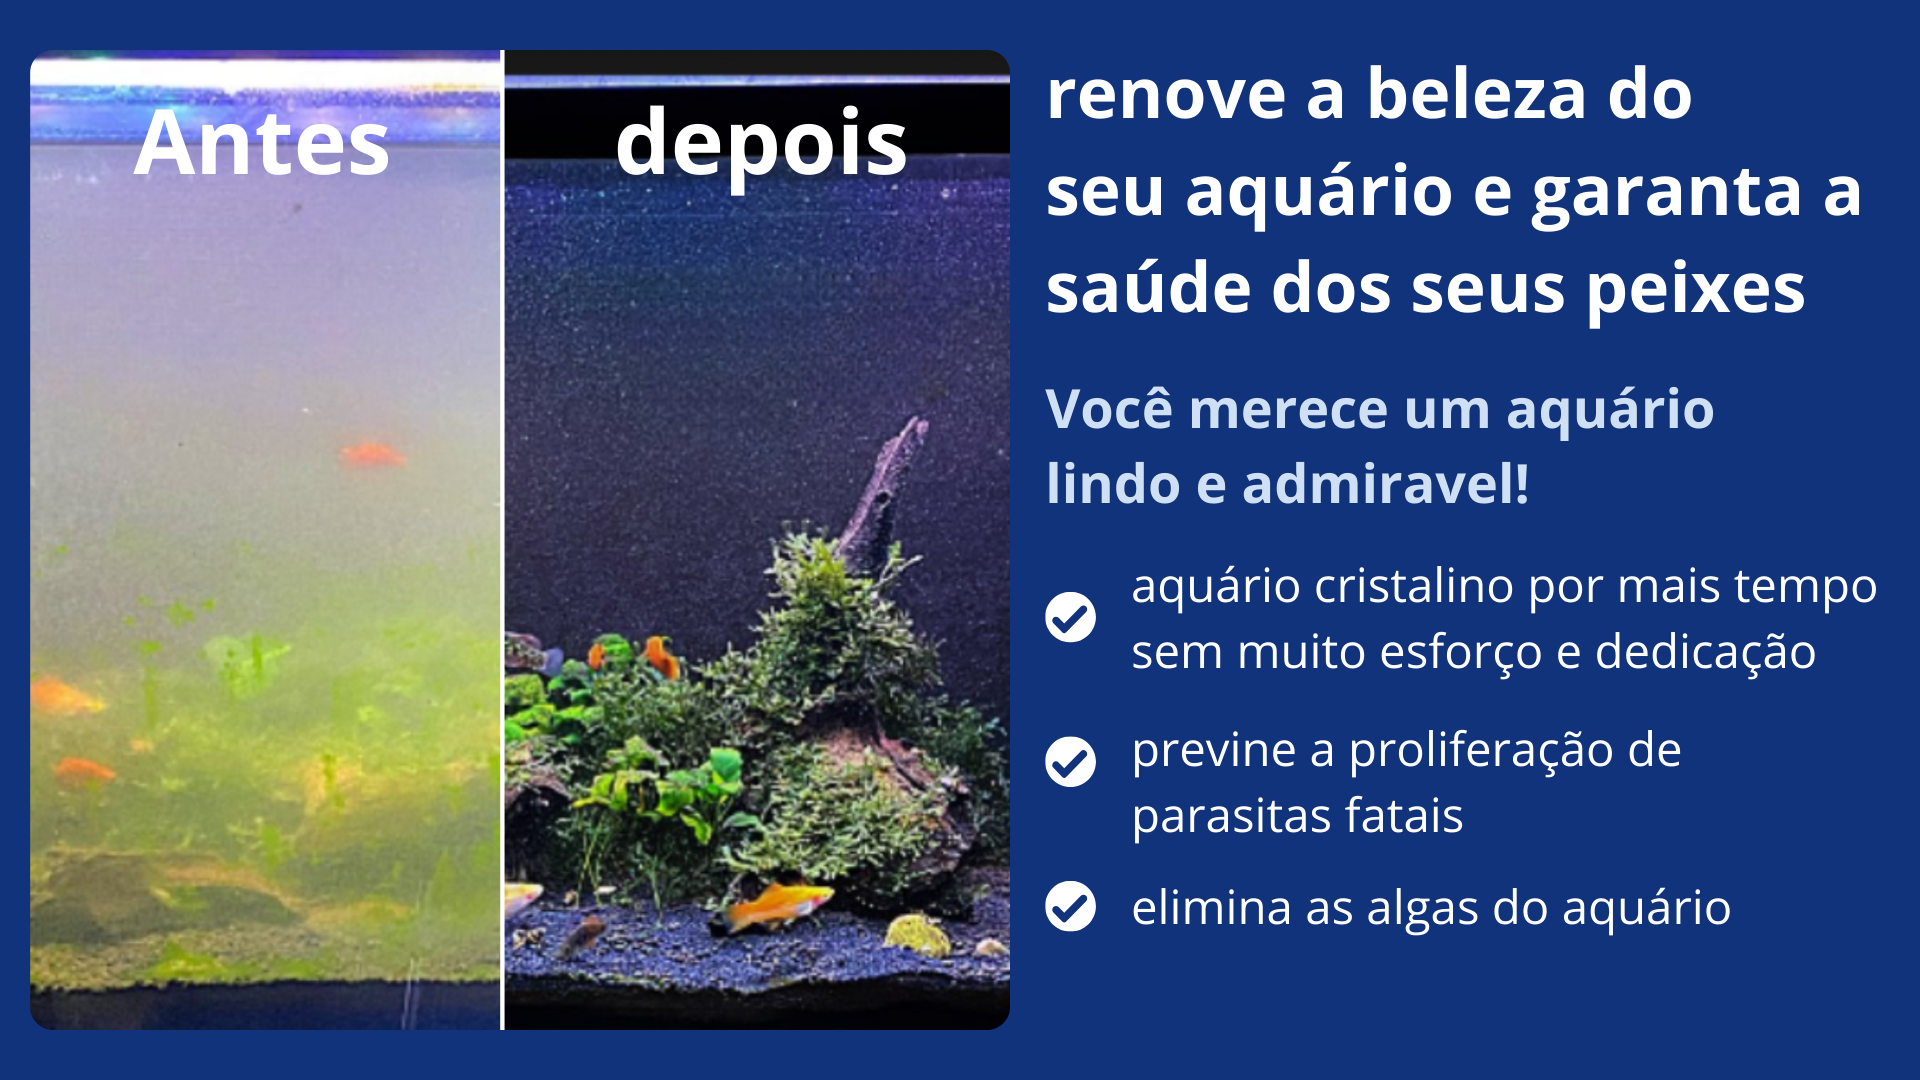 Antes
depois
renove a beleza do
seu aquário e garanta a
saúde dos seus peixes
Você merece um aquário
lindo e admiravel!
aquário cristalino por mais tempo
sem muito esforço e dedicação
previne a proliferação de
parasitas fatais
elimina as algas do aquário